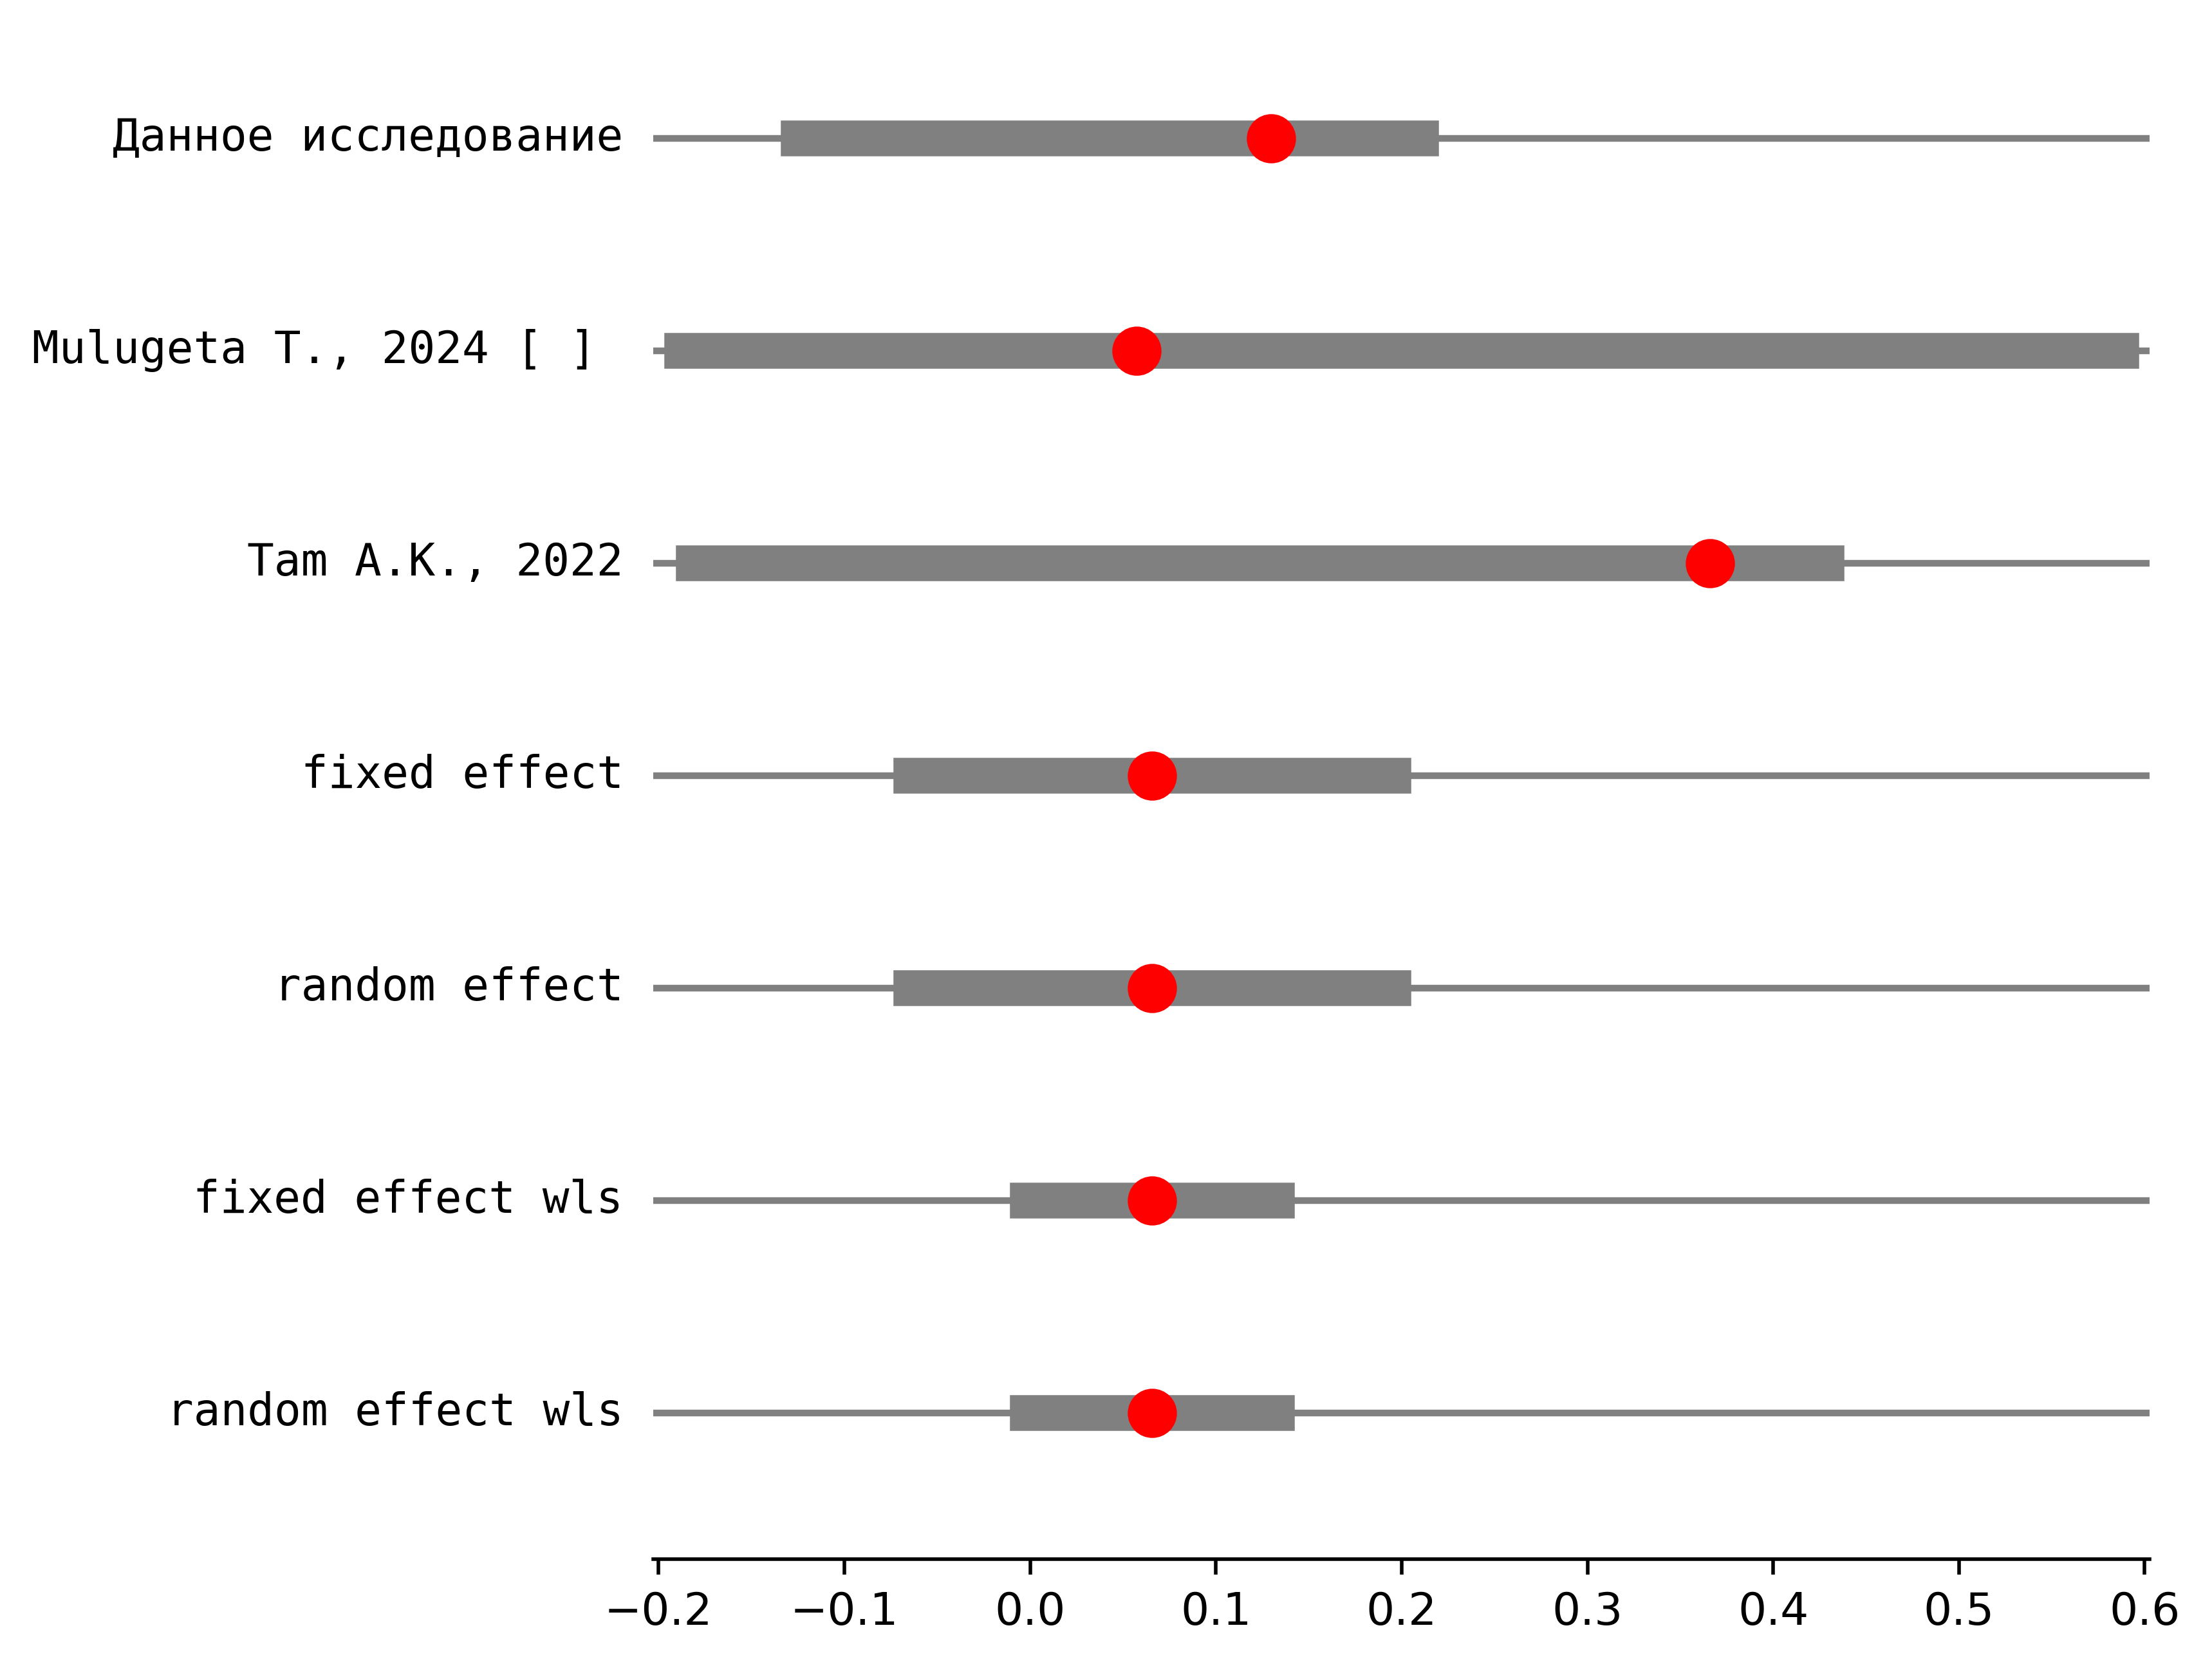 Данное исследование
Mulugeta T., 2024 [ ]
Tam A.K., 2022
fixed effect
random effect
fixed effect wls
random effect wls
−0.2 −0.1 0.0 0.1 0.2 0.3 0.4 0.5 0.6